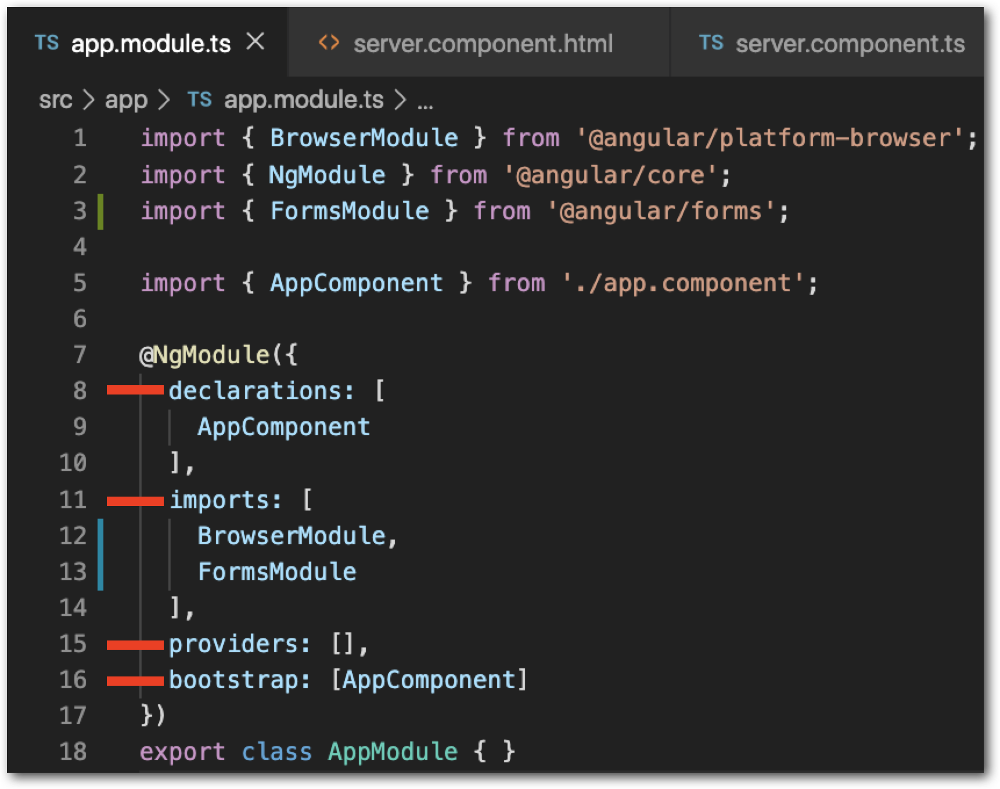 TS app.module.ts × <> server.component.html TS server.component.ts
src > app > TS app.module.ts > ...
1 import { BrowserModule } from '@angular/platform-browser';
2 import { NgModule } from '@angular/core';
3 import { FormsModule } from '@angular/forms';
4
5 import { AppComponent } from './app.component';
6
7 @NgModule({
8 declarations: [
9 AppComponent
10 ],
11 imports: [
12 BrowserModule,
13 FormsModule
14 ],
15 providers: [],
16 bootstrap: [AppComponent]
17 })
18 export class AppModule { }